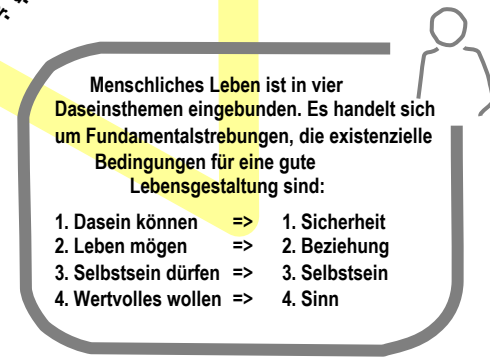 Menschliches Leben ist in vier
Daseinsthemen eingebunden. Es handelt sich
um Fundamentalstrebungen, die existenzielle
Bedingungen für eine gute
Lebensgestaltung sind:
1. Dasein können => 1. Sicherheit
2. Leben mögen => 2. Beziehung
3. Selbstsein dürfen => 3. Selbstsein
4. Wertvolles wollen => 4. Sinn